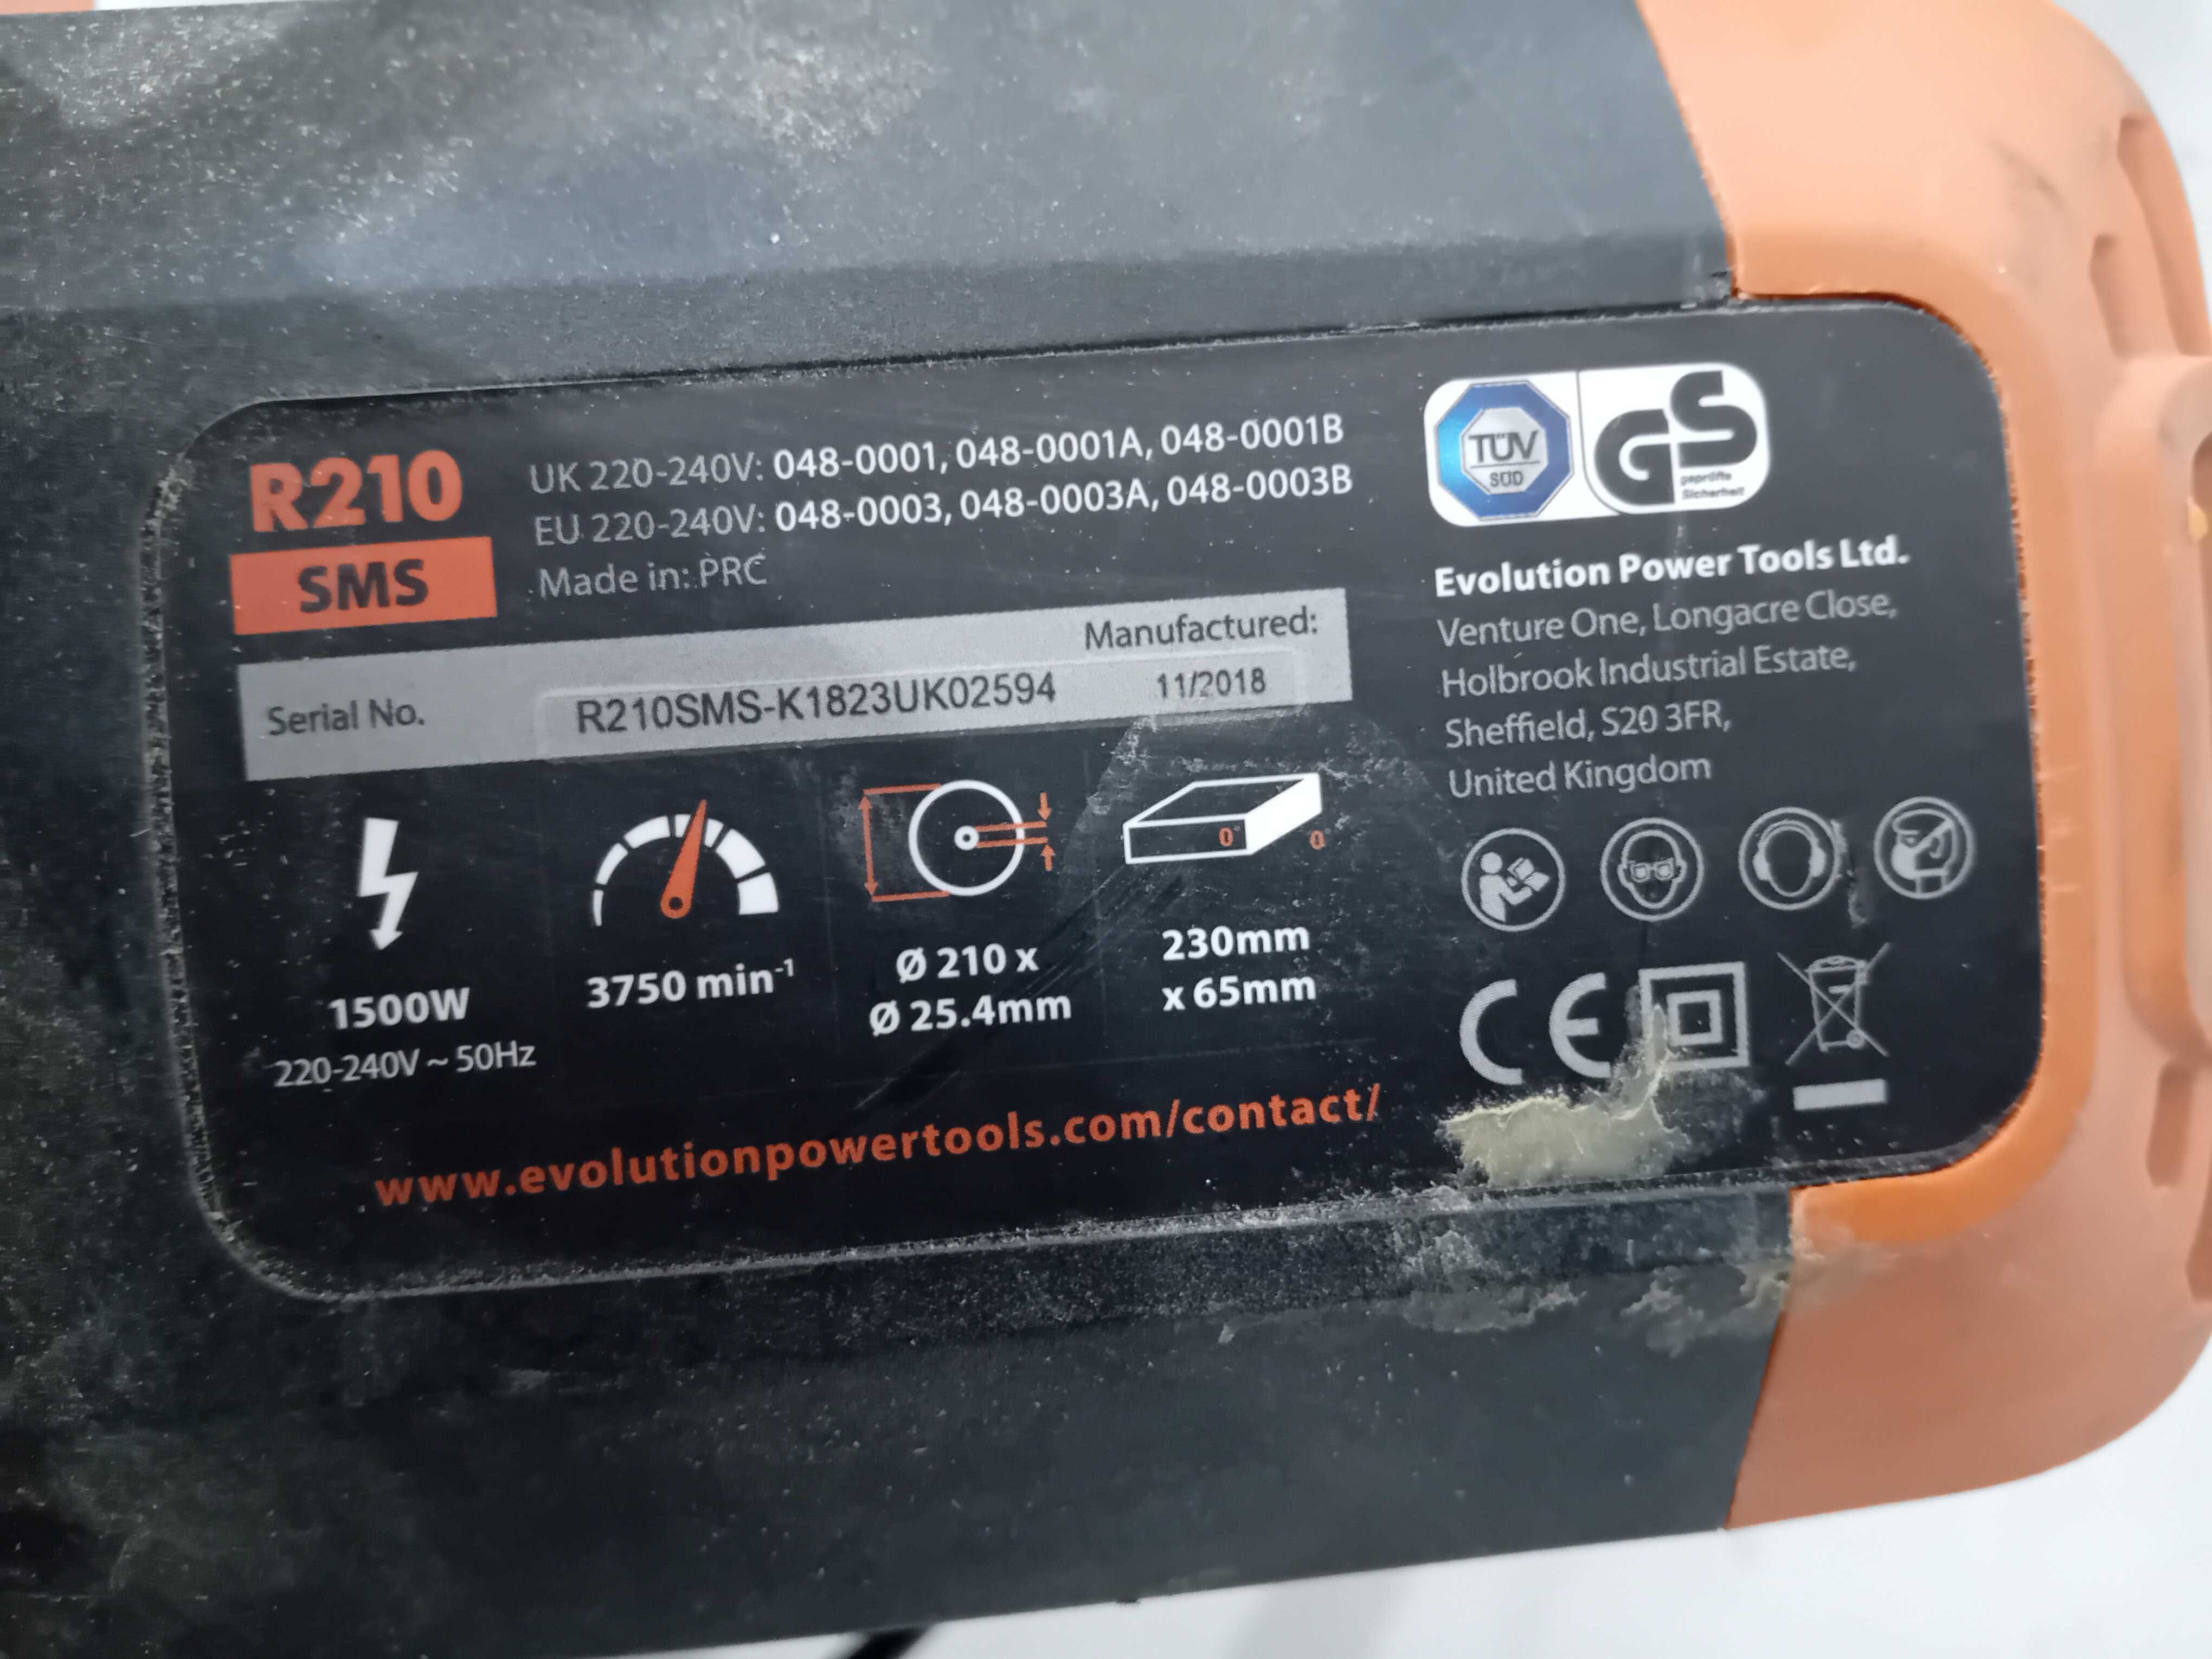 R210
SMS
UK 220-240V: 048-0001, 048-0001A, 048-0001B
EU 220-240V: 048-0003, 048-0003A, 048-0003B
Made in: PRC
Manufactured:
Serial No. R210SMS-K1823UK02594 11/2018
1500W
220-240V ~ 50Hz
3750 min⁻¹
Ø 210 x
Ø 25.4mm
0° 0°
230mm
x 65mm
www.evolutionpowertools.com/contact/
TÜV
SÜD
GS
geprüfte
Sicherheit
Evolution Power Tools Ltd.
Venture One, Longacre Close,
Holbrook Industrial Estate,
Sheffield, S20 3FR,
United Kingdom
CE